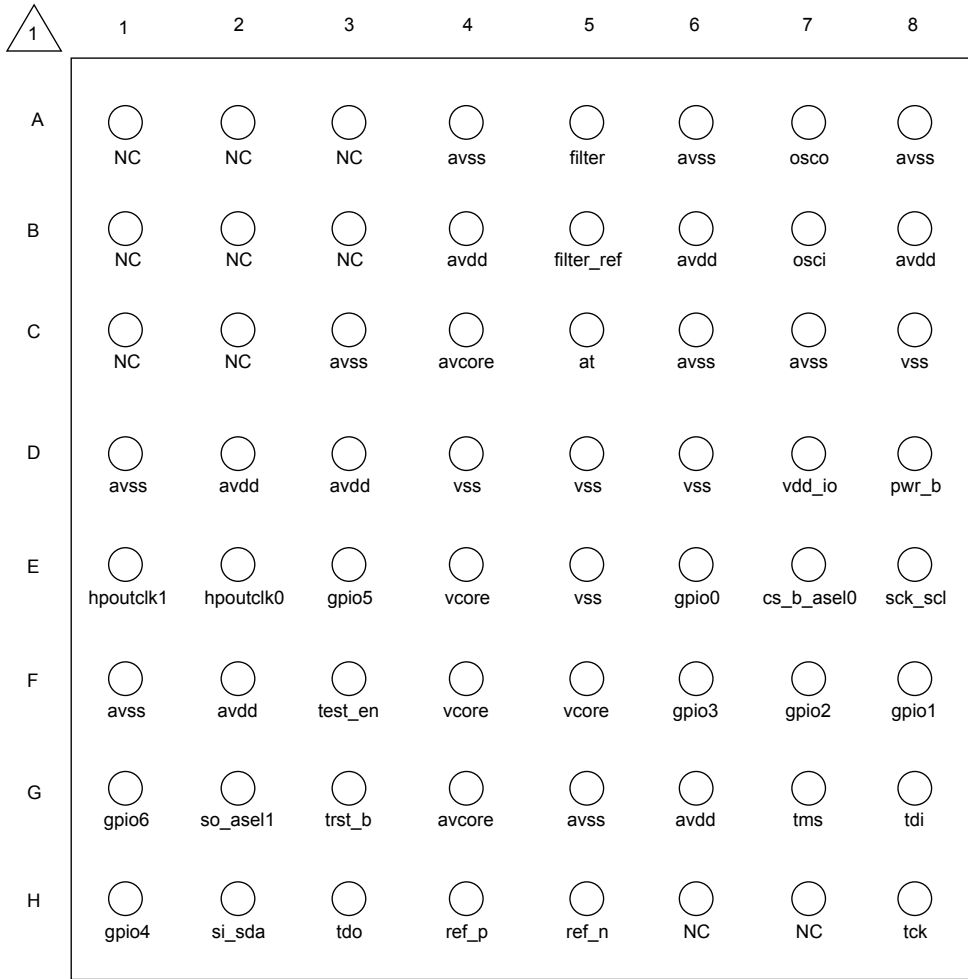 1 1 2 3 4 5 6 7 8
A
NC NC NC avss filter avss osco avss
B
NC NC NC avdd filter_ref avdd osci avdd
C
NC NC avss avcore at avss avss vss
D
avss avdd avdd vss vss vss vdd_io pwr_b
E
hpoutclk1 hpoutclk0 gpio5 vcore vss gpio0 cs_b_asel0 sck_scl
F
avss avdd test_en vcore vcore gpio3 gpio2 gpio1
G
gpio6 so_asel1 trst_b avcore avss avdd tms tdi
H
gpio4 si_sda tdo ref_p ref_n NC NC tck